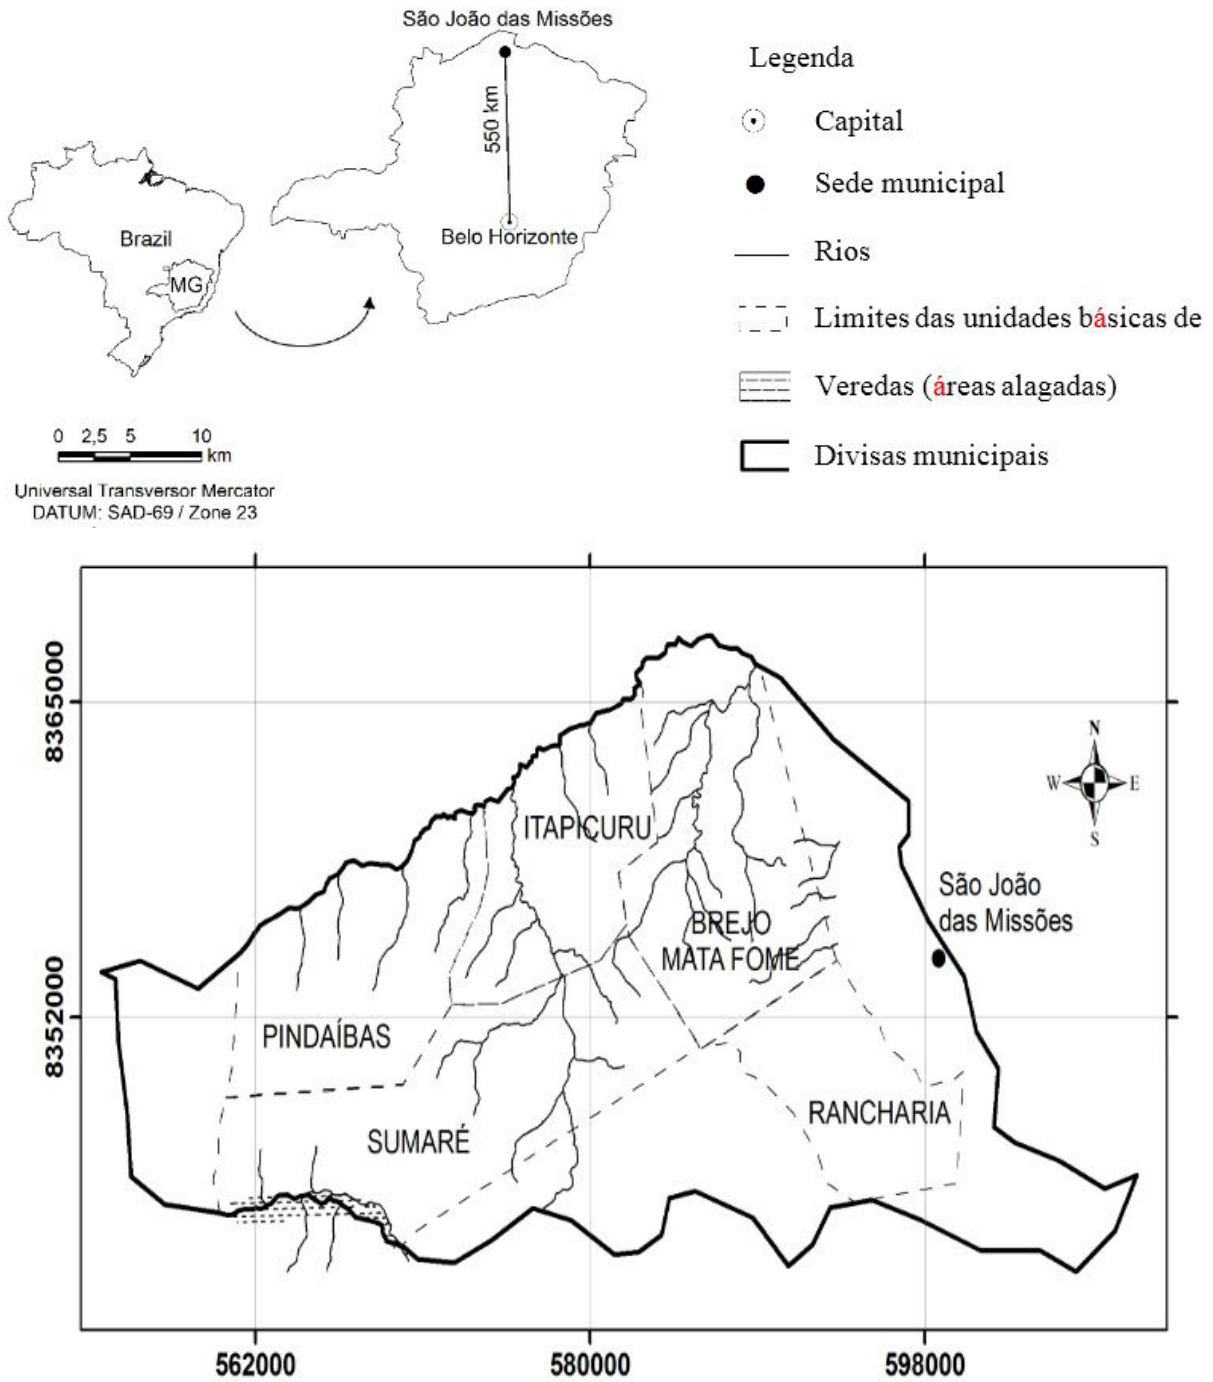 São João das Missões
550 km
Belo Horizonte
Brazil
MG
Legenda
Capital
Sede municipal
Rios
Limites das unidades básicas de
Veredas (áreas alagadas)
Divisas municipais
0 2,5 5 10
km
Universal Transversor Mercator
DATUM: SAD-69 / Zone 23
8365000
8352000
N
W E
S
ITAPICURU
São João
das Missões
BREJO
MATA FOME
PINDAÍBAS
RANCHARIA
SUMARÉ
562000 580000 598000